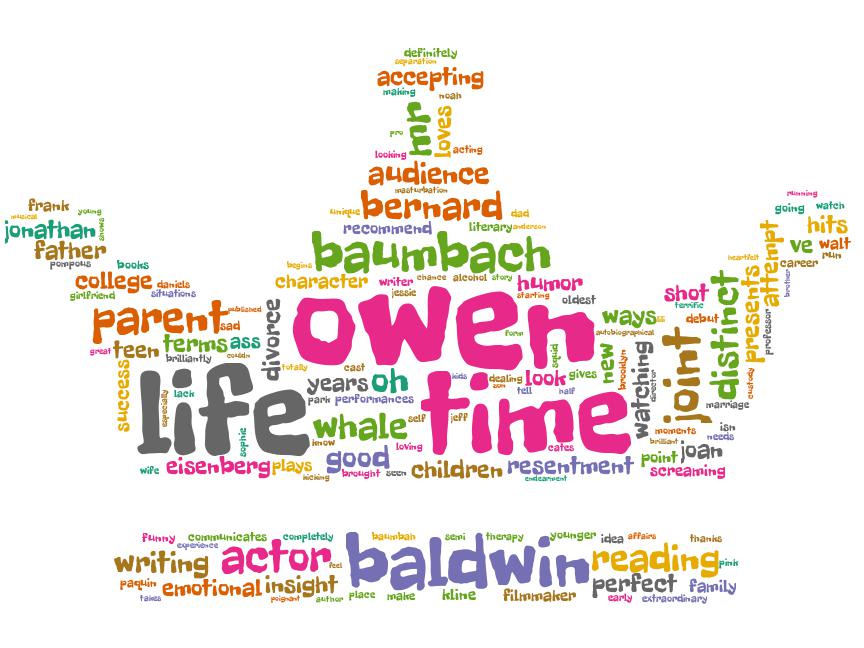 definitely
separation
accepting
making
noah
mr
loves
pro
looking
acting
audience
masturbation
bernard
unique
dad
recommend
literary
anderson
baumbach
frank
musical
young
jonathan
shows
father
pompous
books
college
daniels
girlfriend
situations
parent
published
sad
great
teen
terms
ass
brilliantly
couldn
divorce
success
especially
lack
life
sophie
begins
character
writer
chance
alcohol
story
humor
jessie
starting
oldest
owen
form
squid
totally
cast
years
oh
kids
dealing
son
look
gives
tell
half
park
performances
whale
self
jeff
time
know
loving
cates
good
wife
eisenberg
plays
kicking
brought
seen
children
resentment
endearment
ways
autobiographical
new
brooklyn
watching
director
shot
terrific
debut
joint
distinct
heartfelt
presents
attempt
professor
custody
marriage
moments
isn
brilliant
needs
point
joan
screaming
running
going
watch
hits
ve
walt
career
run
brother
funny
communicates
completely
experience
baumbah
semi
therapy
younger
idea
affairs
thanks
writing
actor
feel
baldwin
reading
pink
paquin
emotional
insight
perfect
family
takes
poignant
author
place
make
kline
filmmaker
early
extraordinary